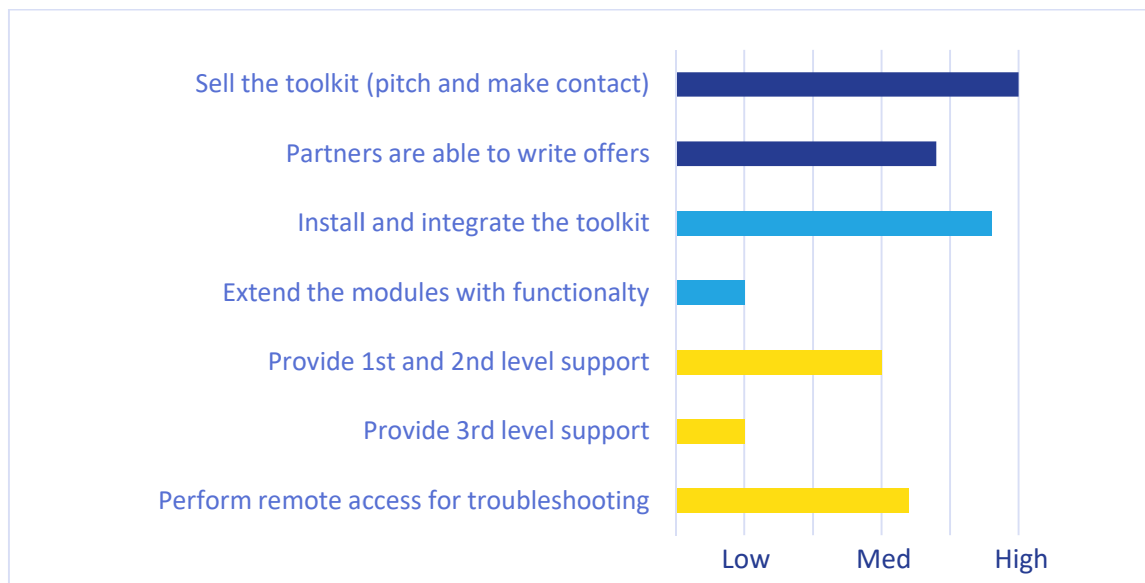 Sell the toolkit (pitch and make contact)
Partners are able to write offers
Install and integrate the toolkit
Extend the modules with functionalty
Provide 1st and 2nd level support
Provide 3rd level support
Perform remote access for troubleshooting
Low Med High